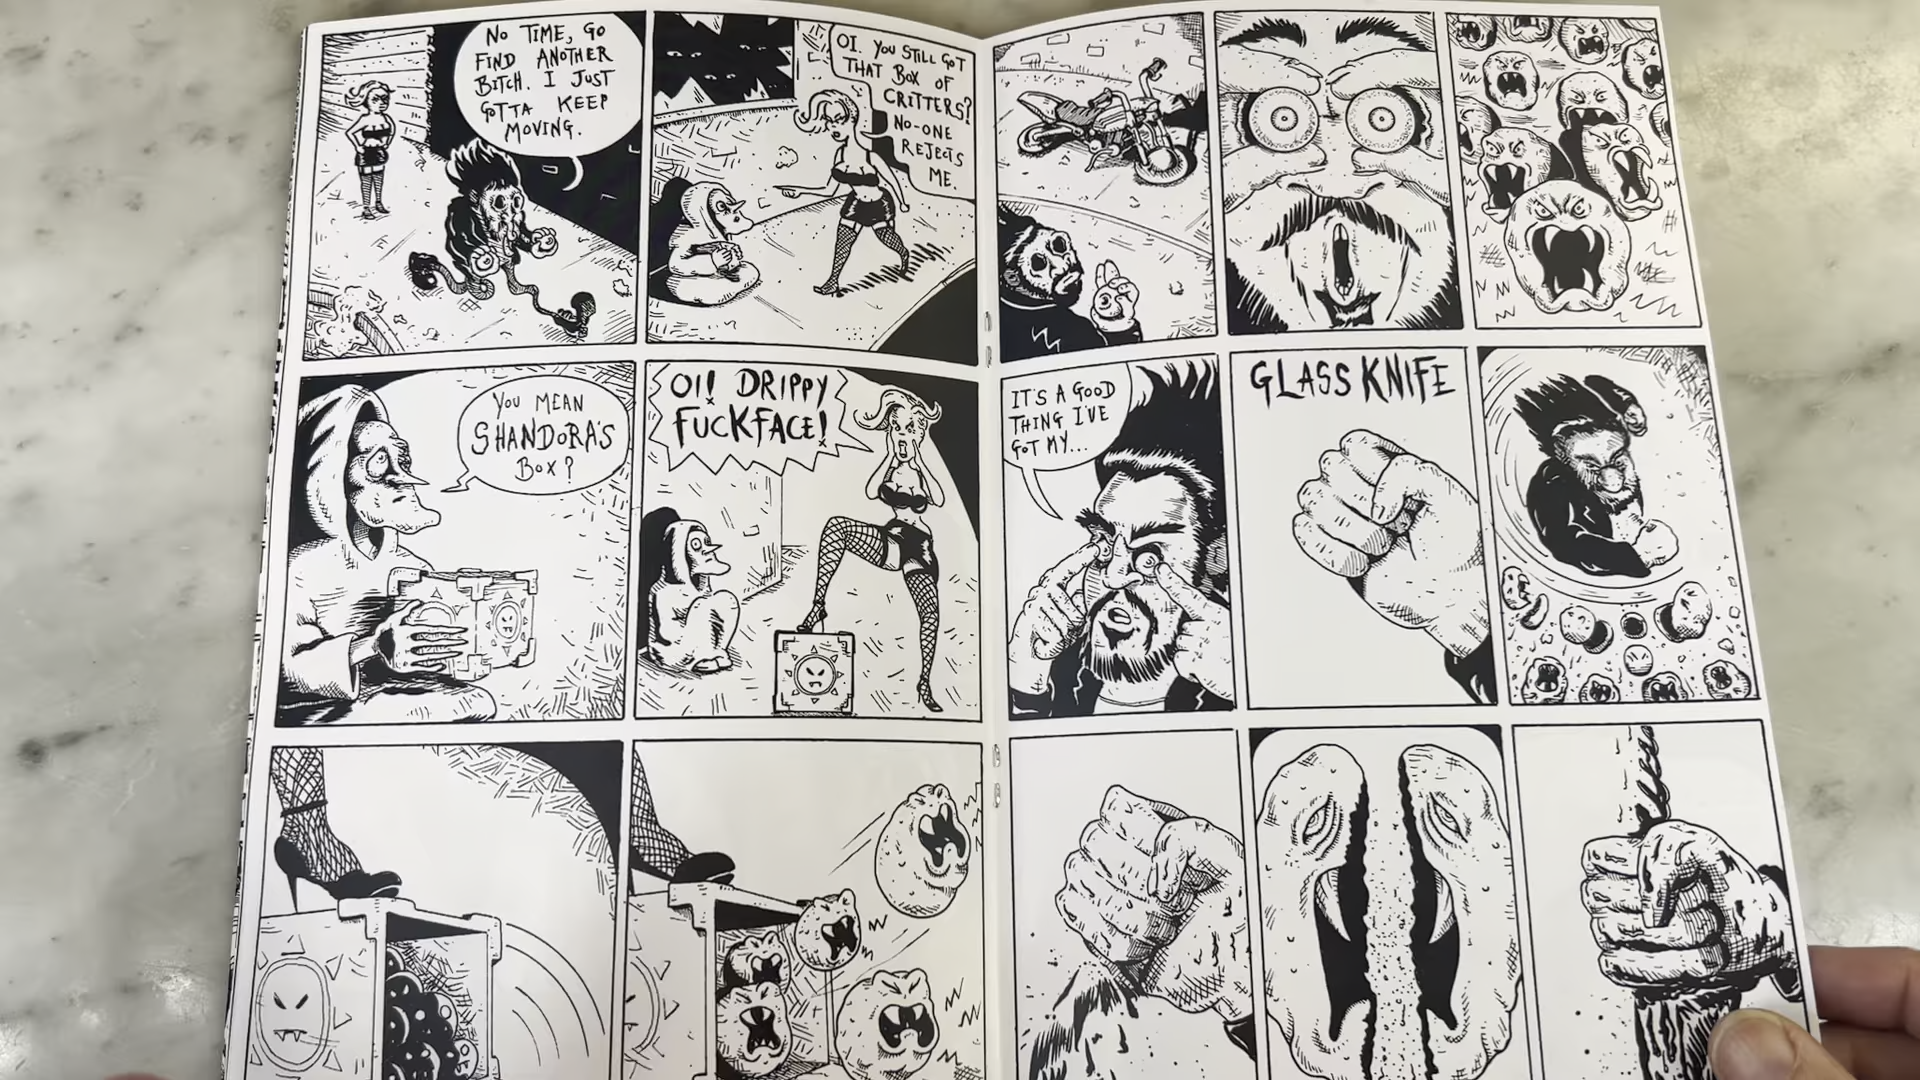 NO TIME, GO
FIND ANOTHER
BITCH. I JUST
GOTTA KEEP
MOVING.
OI. YOU STILL GOT
THAT BOX OF
CRITTERS?
NO-ONE
REJECTS
ME.
YOU MEAN
SHANDORA'S
BOX?
OI! DRIPPY
FUCKFACE!
IT'S A GOOD
THING I'VE
GOT MY...
GLASS KNIFE